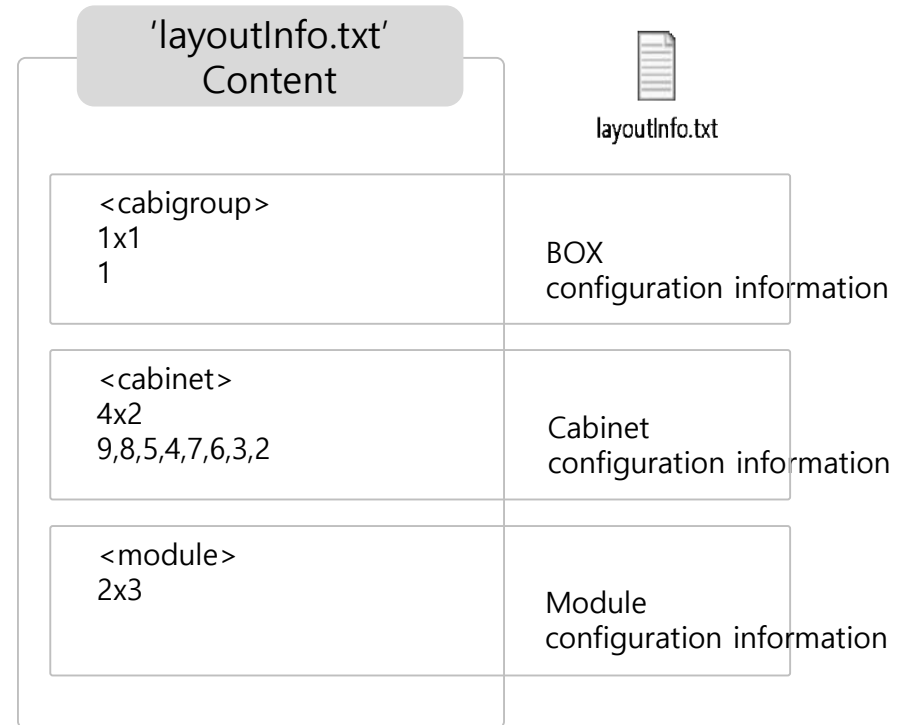 ‘layoutInfo.txt’
Content
layoutInfo.txt
<cabigroup>
1x1
1
BOX
configuration information
<cabinet>
4x2
9,8,5,4,7,6,3,2
Cabinet
configuration information
<module>
2x3
Module
configuration information